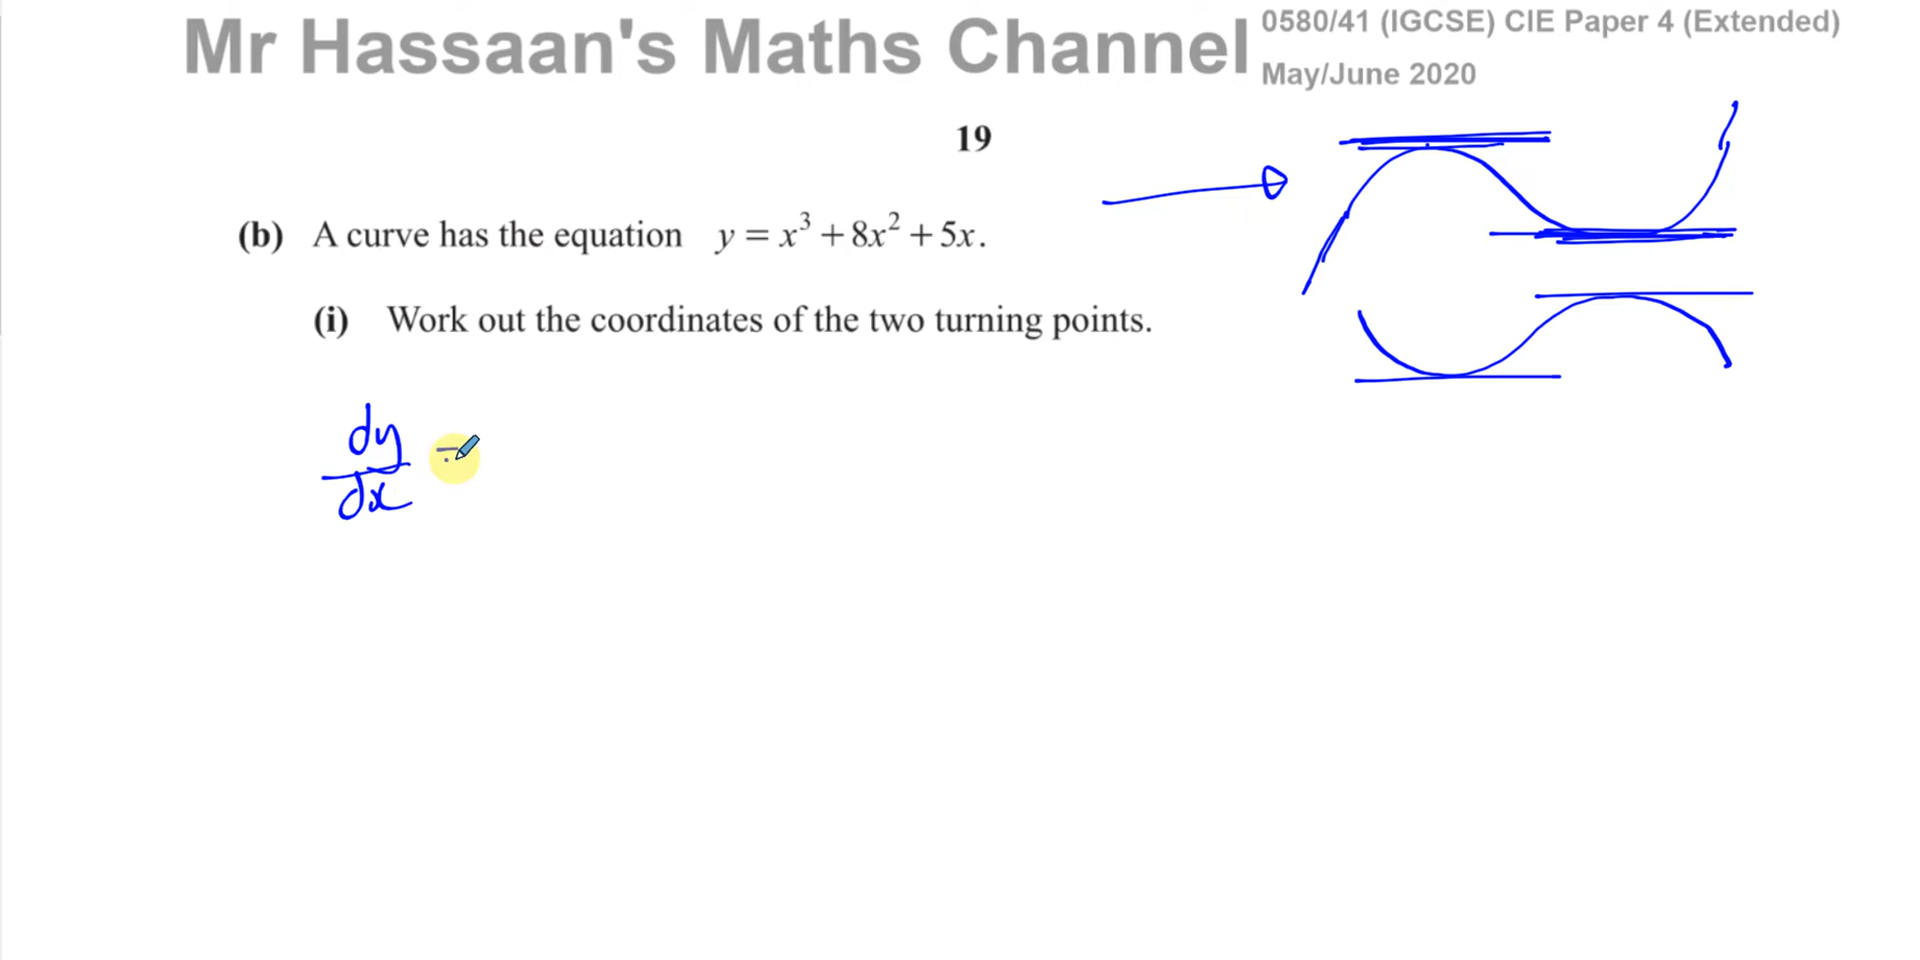 Mr Hassaan's Maths Channel
0580/41 (IGSCE) CIE Paper 4 (Extended)
May/June 2020
19
(b) A curve has the equation y = x³ + 8x² + 5x.
(i) Work out the coordinates of the two turning points.
dy/dx =